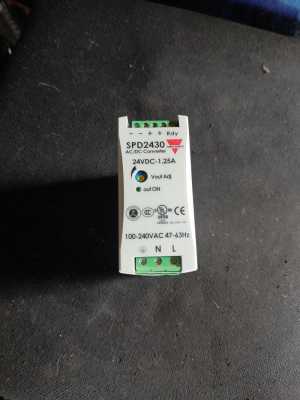 - - + + Rdy
SPD2430
AC/DC Converter
24VDC-1.25A
Vout Adj
out ON
CE
100-240VAC 47-63Hz
N L